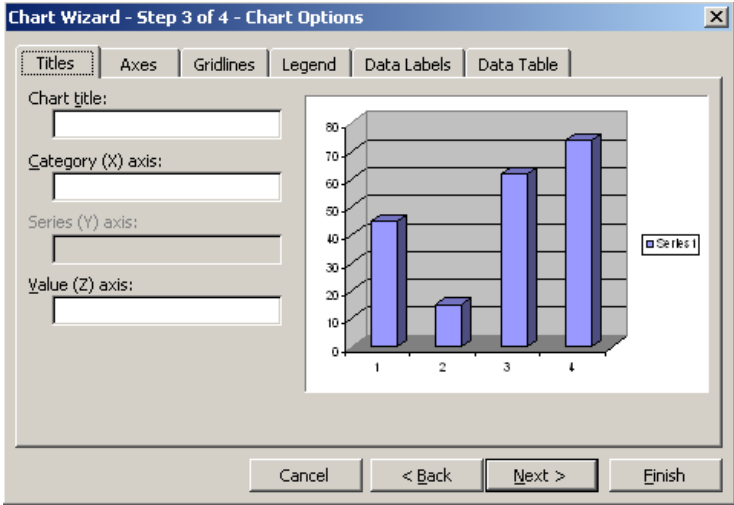 Chart Wizard - Step 3 of 4 - Chart Options
Titles Axes Gridlines Legend Data Labels Data Table
Chart title:
Category (X) axis:
Series (Y) axis:
Value (Z) axis:
80
70
60
50
40
30
20
10
0
1 2 3 4
Series1
Cancel < Back Next > Finish